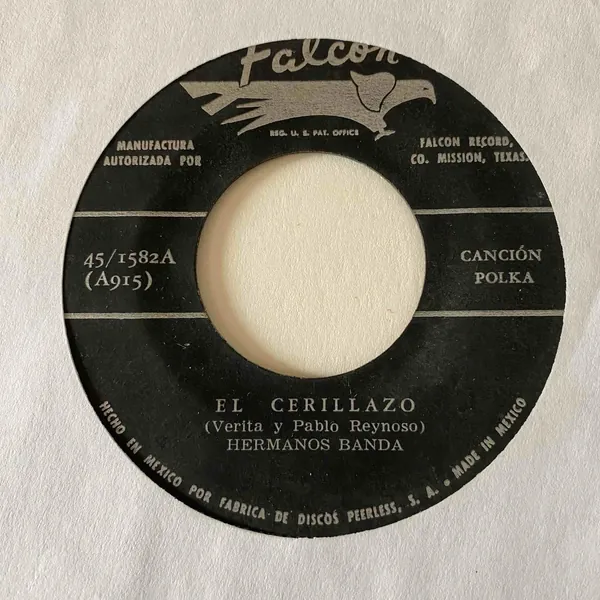 Falcon
REG. U. S. PAT. OFFICE
MANUFACTURA
AUTORIZADA POR
FALCON RECORD,
CO. MISSION, TEXAS.
45/1582A
(A915)
CANCIÓN
POLKA
EL CERILLAZO
(Verita y Pablo Reynoso)
HERMANOS BANDA
HECHO EN MEXICO POR FABRICA DE DISCOS PEERLESS, S. A. • MADE IN MEXICO